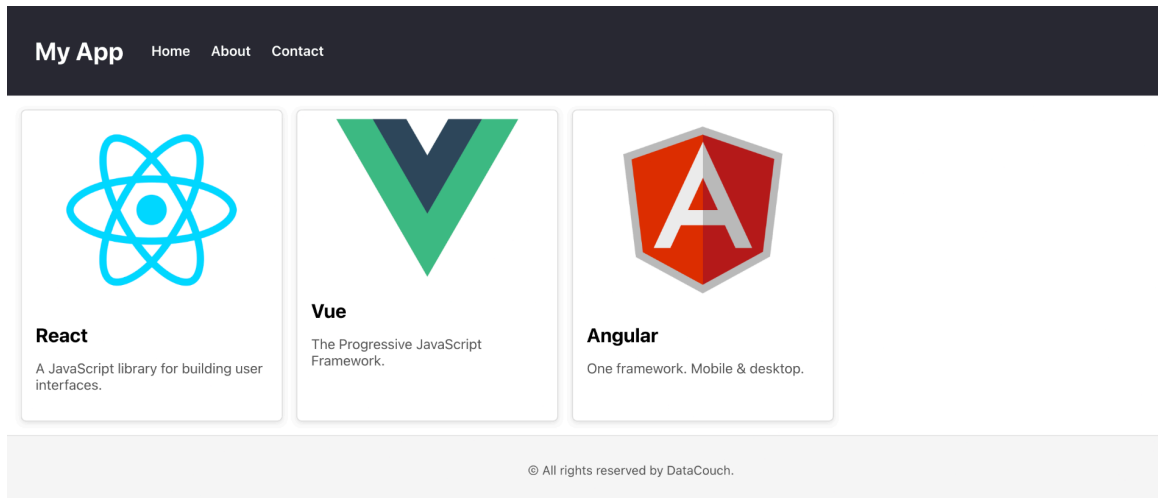 My App Home About Contact
React
A JavaScript library for building user
interfaces.
Vue
The Progressive JavaScript
Framework.
Angular
One framework. Mobile & desktop.
© All rights reserved by DataCouch.